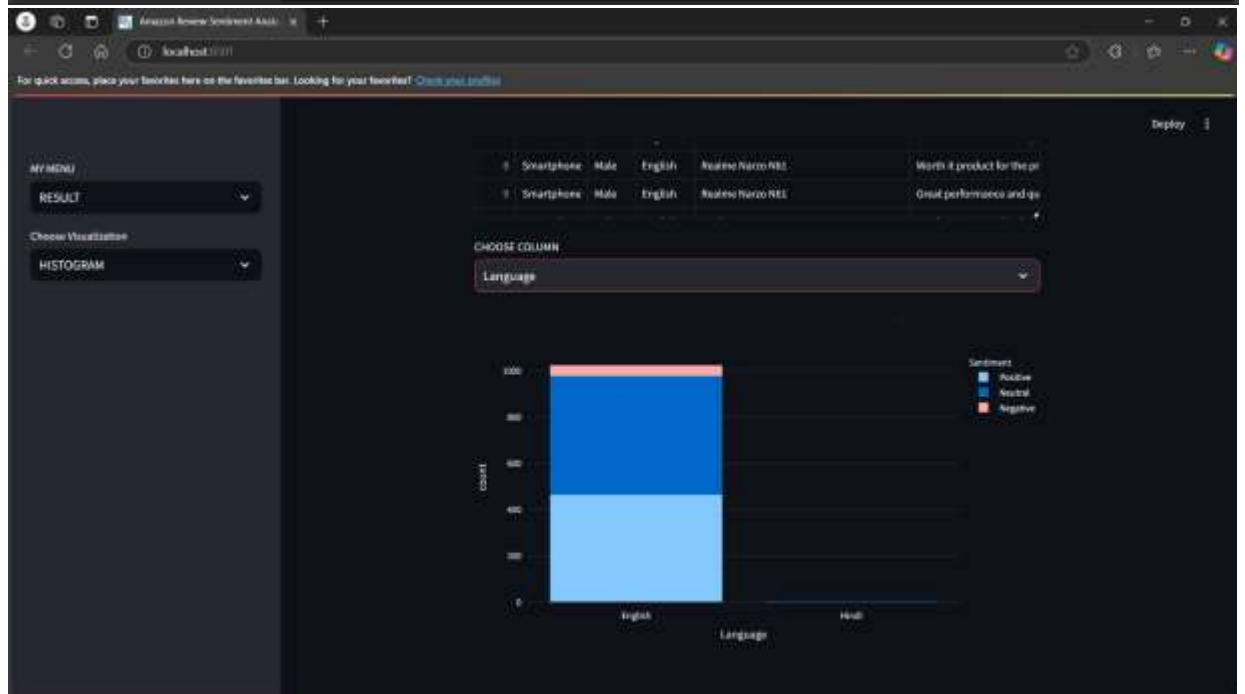 Amazon Review Sentiment Anal
localhost
For quick access, place your favorites here on the favorites bar. Looking for your favorites? Check your profiles
Deploy
MY MENU
RESULT
Choose Visualization
HISTOGRAM
Smartphone Male English Realme Narzo N61 Worth it product for the pr
Smartphone Male English Realme Narzo N61 Great performance and qu
CHOOSE COLUMN
Language
Sentiment
Positive
Neutral
Negative
1000
800
600
400
200
0
count
English Hindi
Language